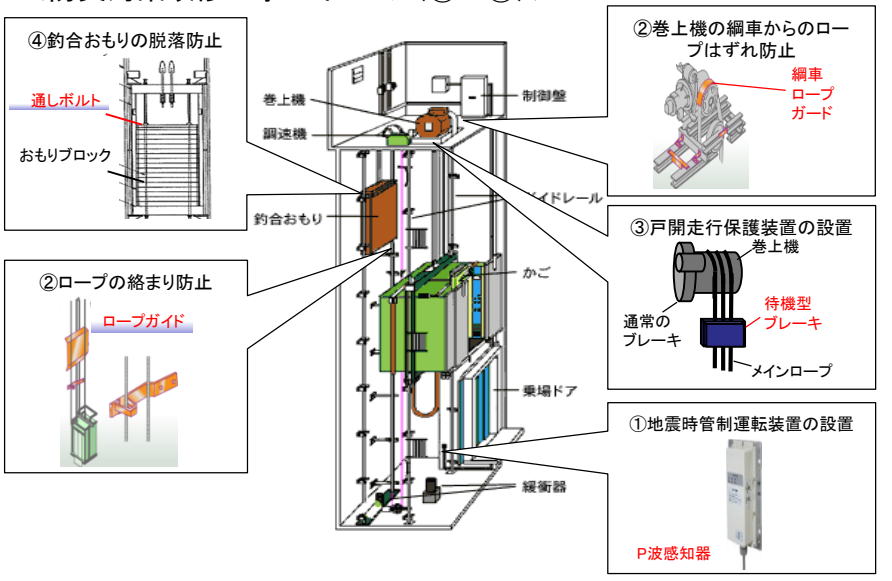 ④釣合おもりの脱落防止
通しボルト
おもりブロック
②ロープの絡まり防止
ロープガイド
巻上機
調速機
釣合おもり
制御盤
ガイドレール
かご
乗場ドア
緩衝器
②巻上機の綱車からのロー
プはずれ防止
綱車
ロープ
ガード
③戸開走行保護装置の設置
巻上機
通常の
ブレーキ
待機型
ブレーキ
メインロープ
①地震時管制運転装置の設置
P波感知器